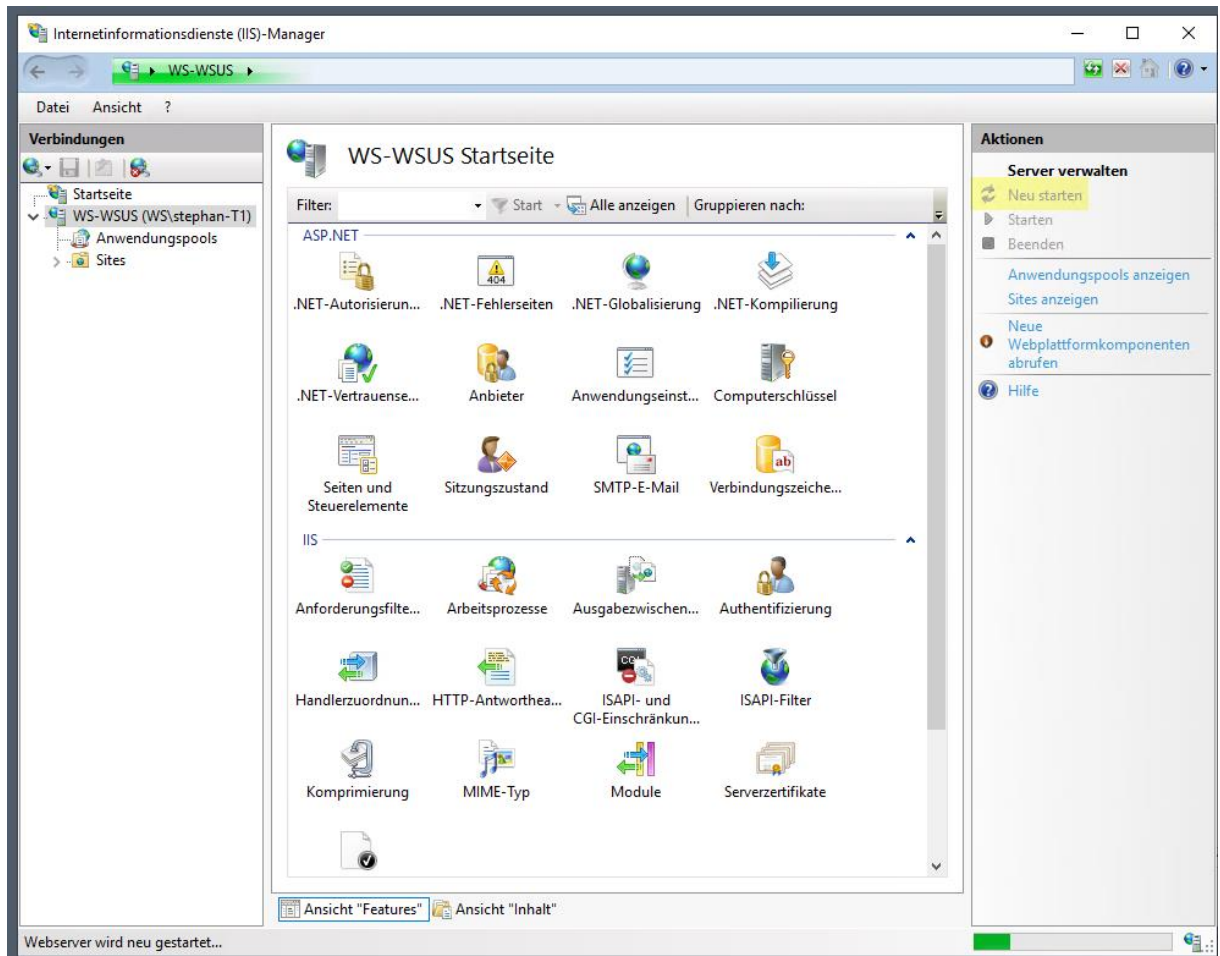 Internetinformationsdienste (IIS)-Manager
WS-WSUS
Datei Ansicht ?
Verbindungen
Startseite
WS-WSUS (WS\stephan-T1)
Anwendungspools
Sites
WS-WSUS Startseite
Filter: Start Alle anzeigen Gruppieren nach:
ASP.NET
.NET-Autorisierun... .NET-Fehlerseiten .NET-Globalisierung .NET-Kompilierung
404
.NET-Vertrauense... Anbieter Anwendungseinst... Computerschlüssel
ab
Seiten und Steuerelemente Sitzungszustand SMTP-E-Mail Verbindungszeiche...
IIS
Anforderungsfilte... Arbeitsprozesse Ausgabezwischen... Authentifizierung
CGI
Handlerzuordnun... HTTP-Antworthea... ISAPI- und CGI-Einschränkun... ISAPI-Filter
Komprimierung MIME-Typ Module Serverzertifikate
Ansicht "Features" Ansicht "Inhalt"
Aktionen
Server verwalten
Neu starten
Starten
Beenden
Anwendungspools anzeigen
Sites anzeigen
Neue
Webplattformkomponenten
abrufen
Hilfe
Webserver wird neu gestartet...